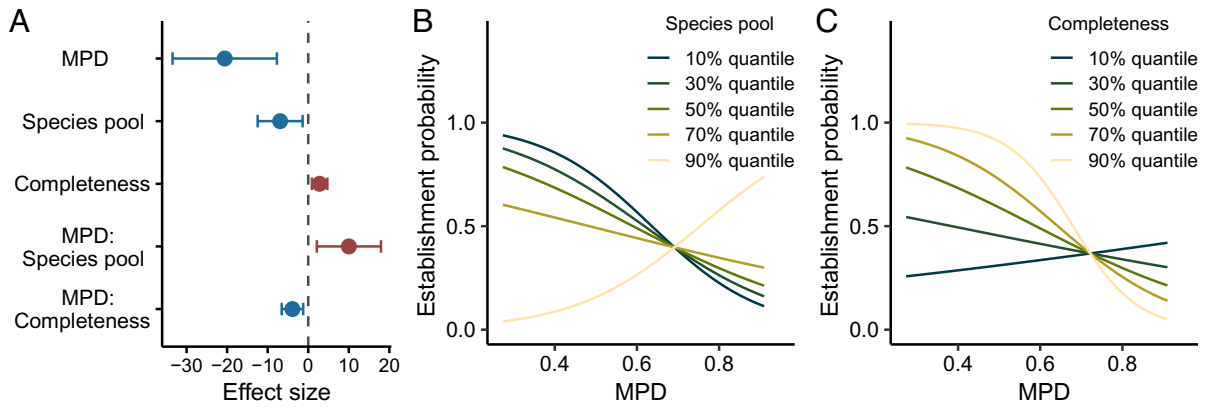 A
MPD
Species pool
Completeness
MPD:
Species pool
MPD:
Completeness
−30
−20
−10
0
10
20
Effect size
B
Species pool
10% quantile
30% quantile
50% quantile
70% quantile
90% quantile
Establishment probability
1.0
0.5
0.0
0.4
0.6
0.8
MPD
C
Completeness
10% quantile
30% quantile
50% quantile
70% quantile
90% quantile
Establishment probability
1.0
0.5
0.0
0.4
0.6
0.8
MPD